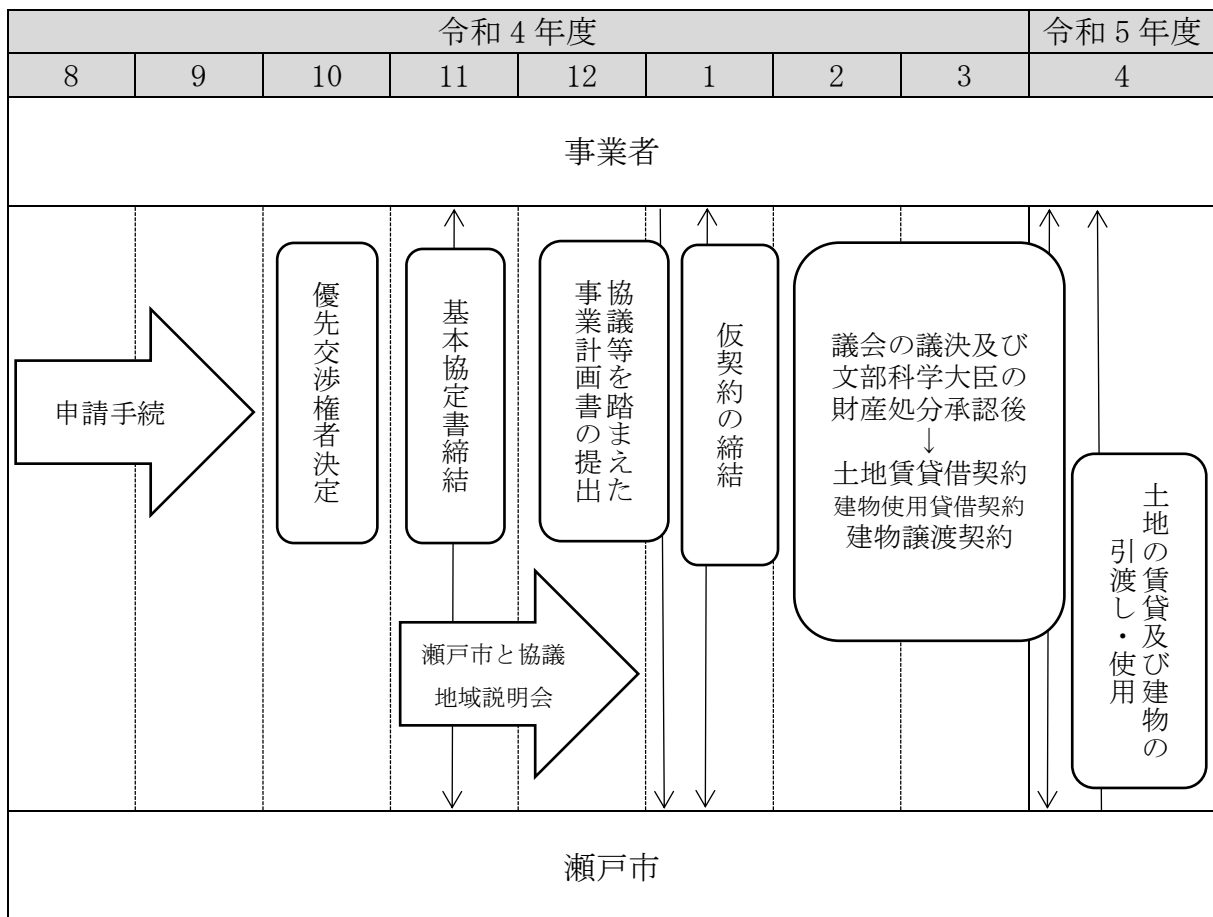 令和４年度
令和５年度
8
9
10
11
12
1
2
3
4
事業者
申請手続
優先交渉権者決定
基本協定書締結
協議等を踏まえた
事業計画書の提出
仮契約の締結
議会の議決及び
文部科学大臣の
財産処分承認後
↓
土地賃貸借契約
建物使用貸借契約
建物譲渡契約
土地の賃貸及び建物の
引渡し・使用
瀬戸市と協議
地域説明会
瀬戸市